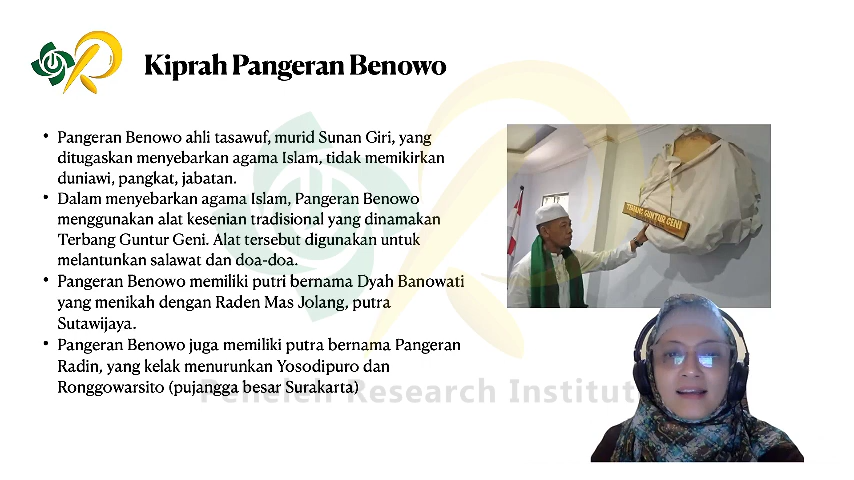 Kiprah Pangeran Benowo
• Pangeran Benowo ahli tasawuf, murid Sunan Giri, yang
ditugaskan menyebarkan agama Islam, tidak memikirkan
duniawi, pangkat, jabatan.
• Dalam menyebarkan agama Islam, Pangeran Benowo
menggunakan alat kesenian tradisional yang dinamakan
Terbang Guntur Geni. Alat tersebut digunakan untuk
melantunkan salawat dan doa-doa.
• Pangeran Benowo memiliki putri bernama Dyah Banowati
yang menikah dengan Raden Mas Jolang, putra
Sutawijaya.
• Pangeran Benowo juga memiliki putra bernama Pangeran
Radin, yang kelak menurunkan Yosodipuro dan
Ronggowarsito (pujangga besar Surakarta)
TERBANG GUNTUR GENI
Peneleh Research Institut